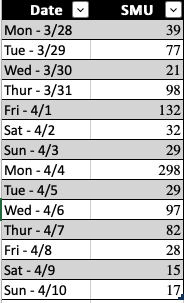 Date SMU
Mon - 3/28 39
Tue - 3/29 77
Wed - 3/30 21
Thur - 3/31 98
Fri - 4/1 132
Sat - 4/2 32
Sun - 4/3 29
Mon - 4/4 298
Tue - 4/5 29
Wed - 4/6 97
Thur - 4/7 82
Fri - 4/8 28
Sat - 4/9 15
Sun - 4/10 17